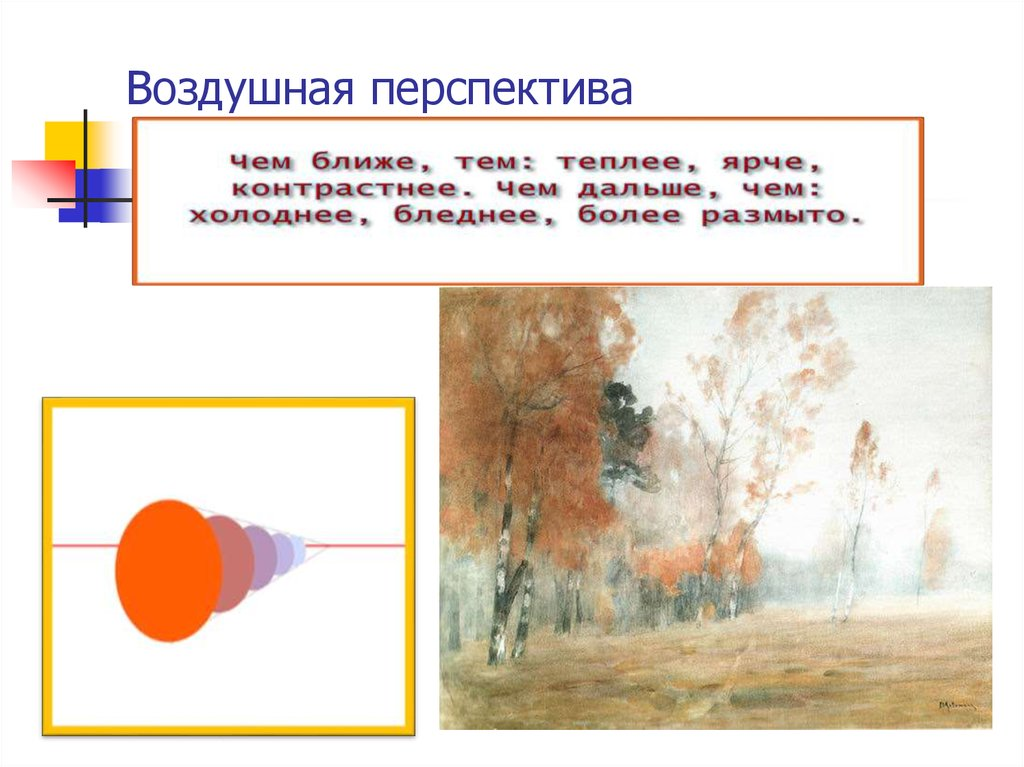 Воздушная перспектива
Чем ближе, тем: теплее, ярче,
контрастнее. Чем дальше, чем:
холоднее, бледнее, более размыто.